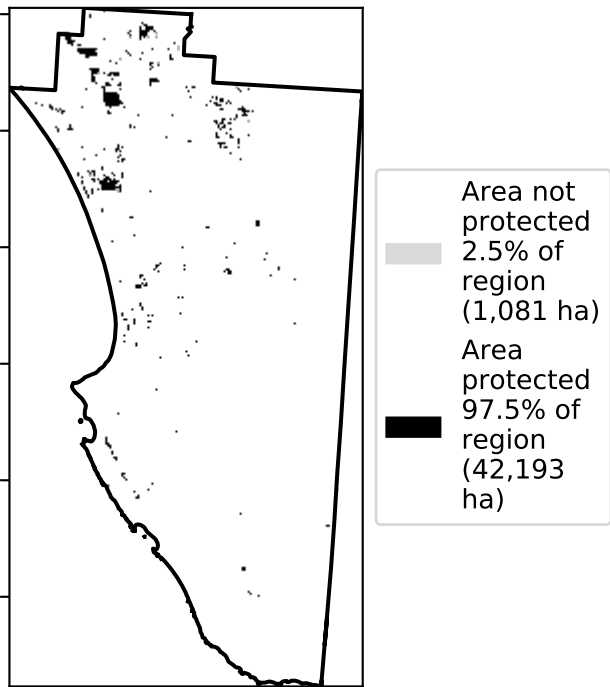 Area not
protected
2.5% of
region
(1,081 ha)
Area
protected
97.5% of
region
(42,193
ha)